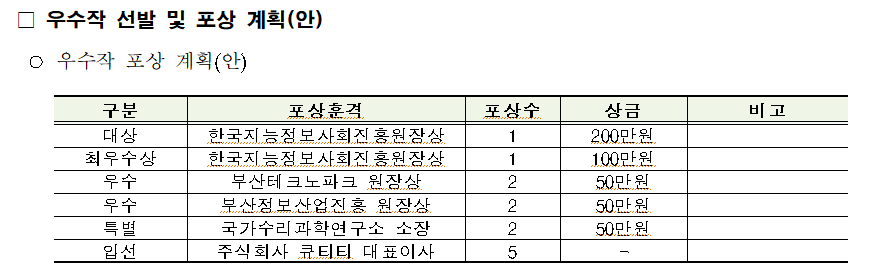 □ 우수작 선발 및 포상 계획(안)
○ 우수작 포상 계획(안)
구분 포상훈격 포상수 상금 비고
대상 한국지능정보사회진흥원장상 1 200만원
최우수상 한국지능정보사회진흥원장상 1 100만원
우수 부산테크노파크 원장상 2 50만원
우수 부산정보산업진흥 원장상 2 50만원
특별 국가수리과학연구소 소장 2 50만원
입선 주식회사 큐티티 대표이사 5 -